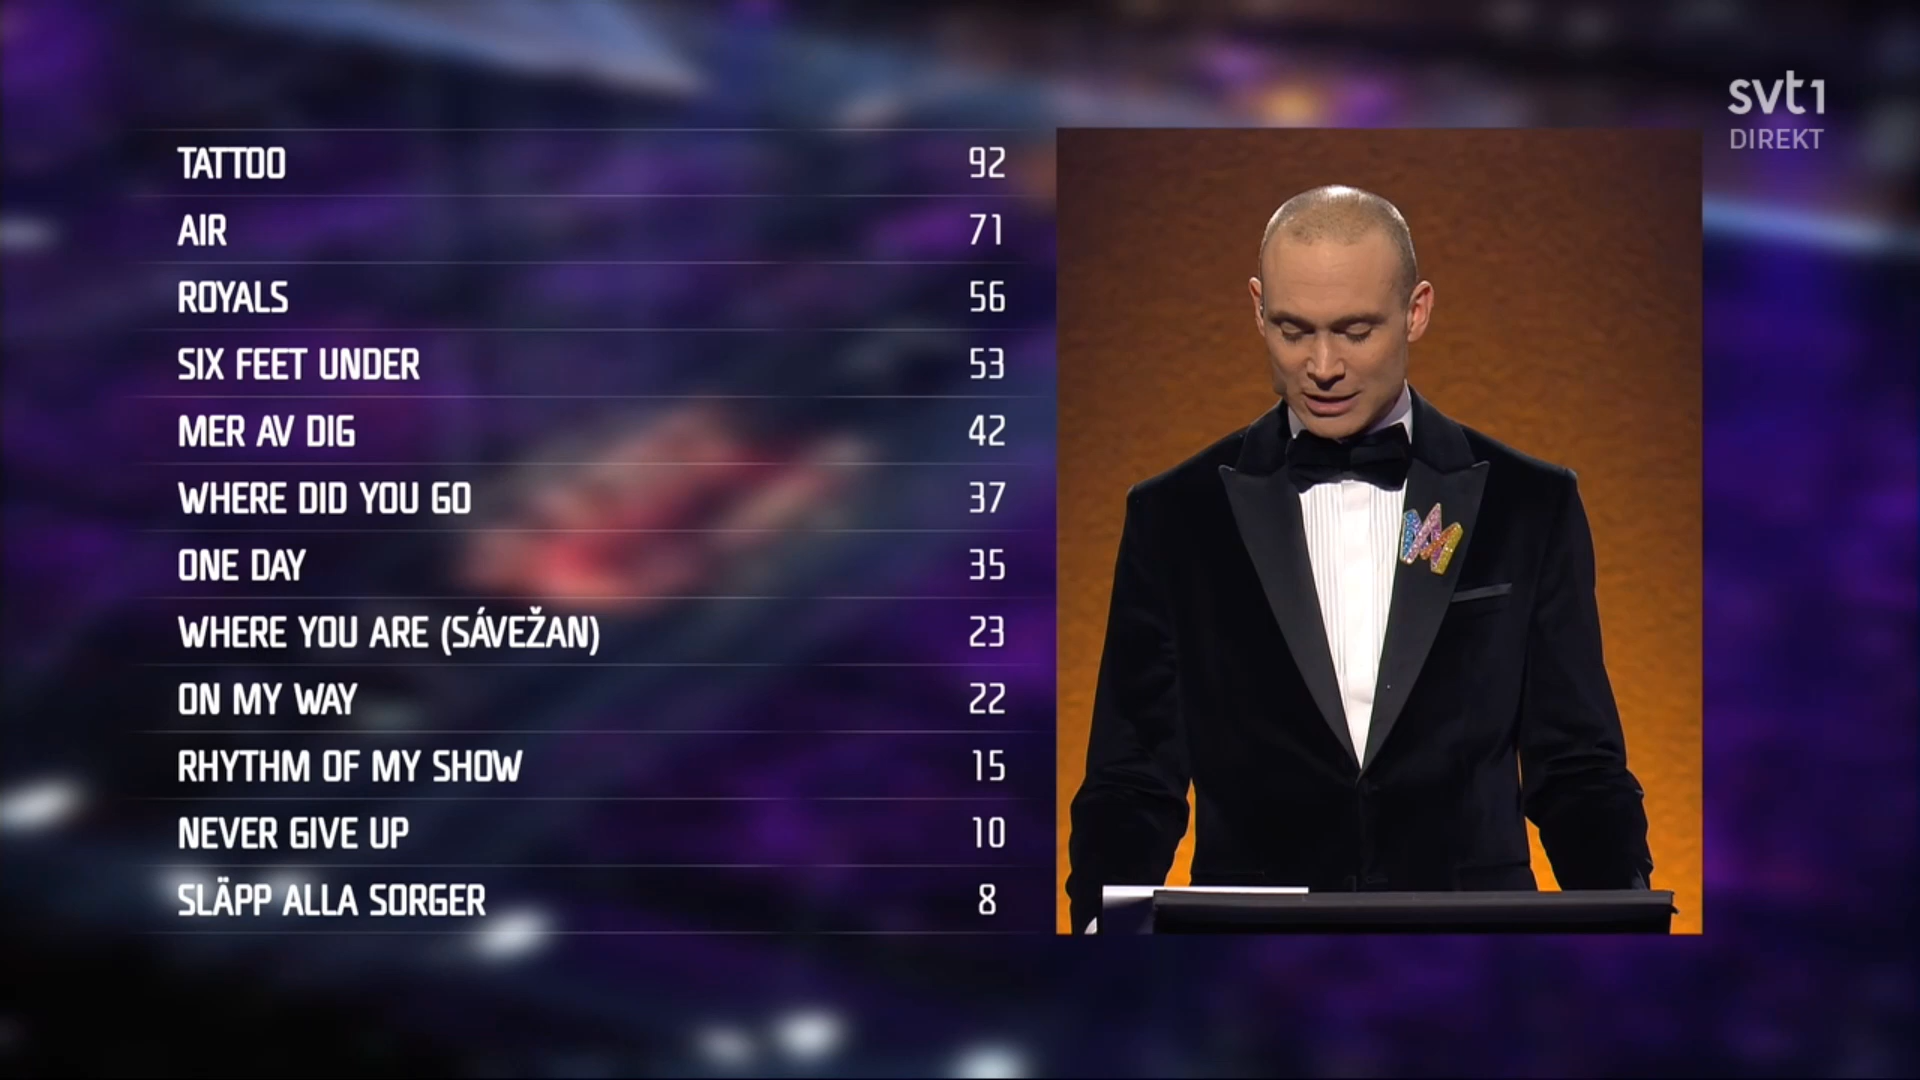 svt1
DIREKT
TATTOO 92
AIR 71
ROYALS 56
SIX FEET UNDER 53
MER AV DIG 42
WHERE DID YOU GO 37
ONE DAY 35
WHERE YOU ARE (SÁVEŽAN) 23
ON MY WAY 22
RHYTHM OF MY SHOW 15
NEVER GIVE UP 10
SLÄPP ALLA SORGER 8